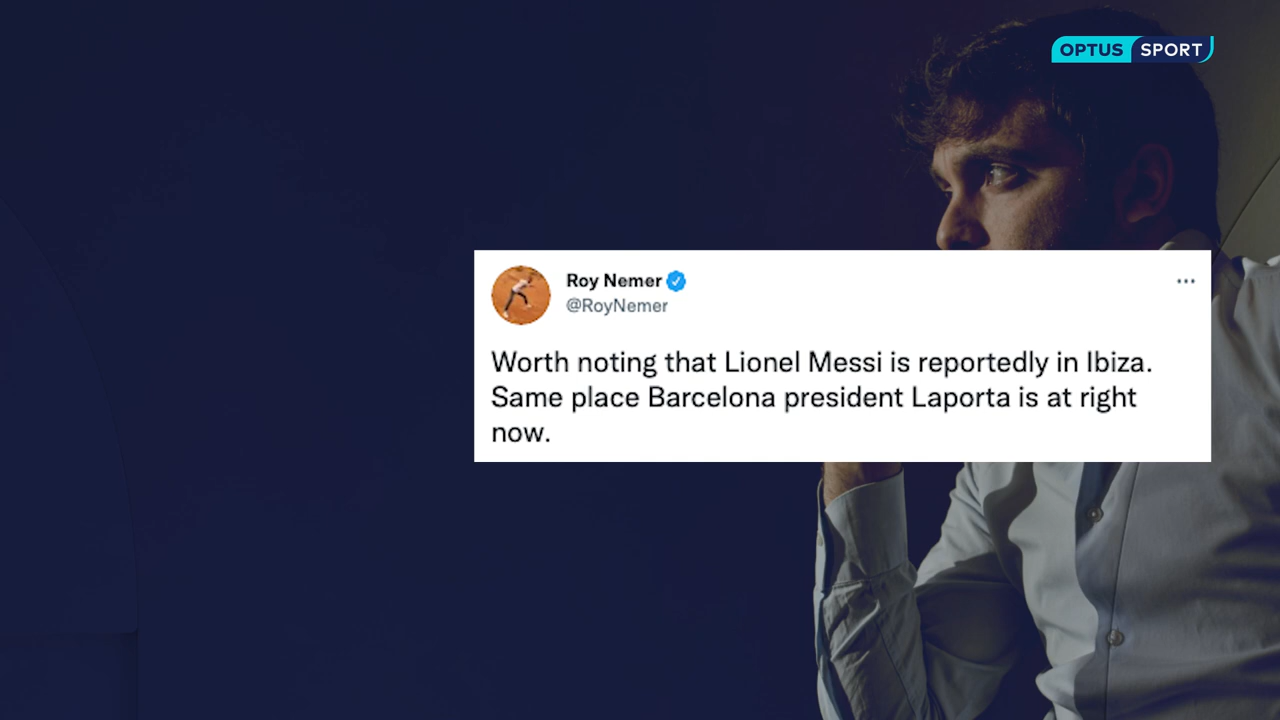 OPTUS SPORT
Roy Nemer
@RoyNemer
Worth noting that Lionel Messi is reportedly in Ibiza.
Same place Barcelona president Laporta is at right
now.